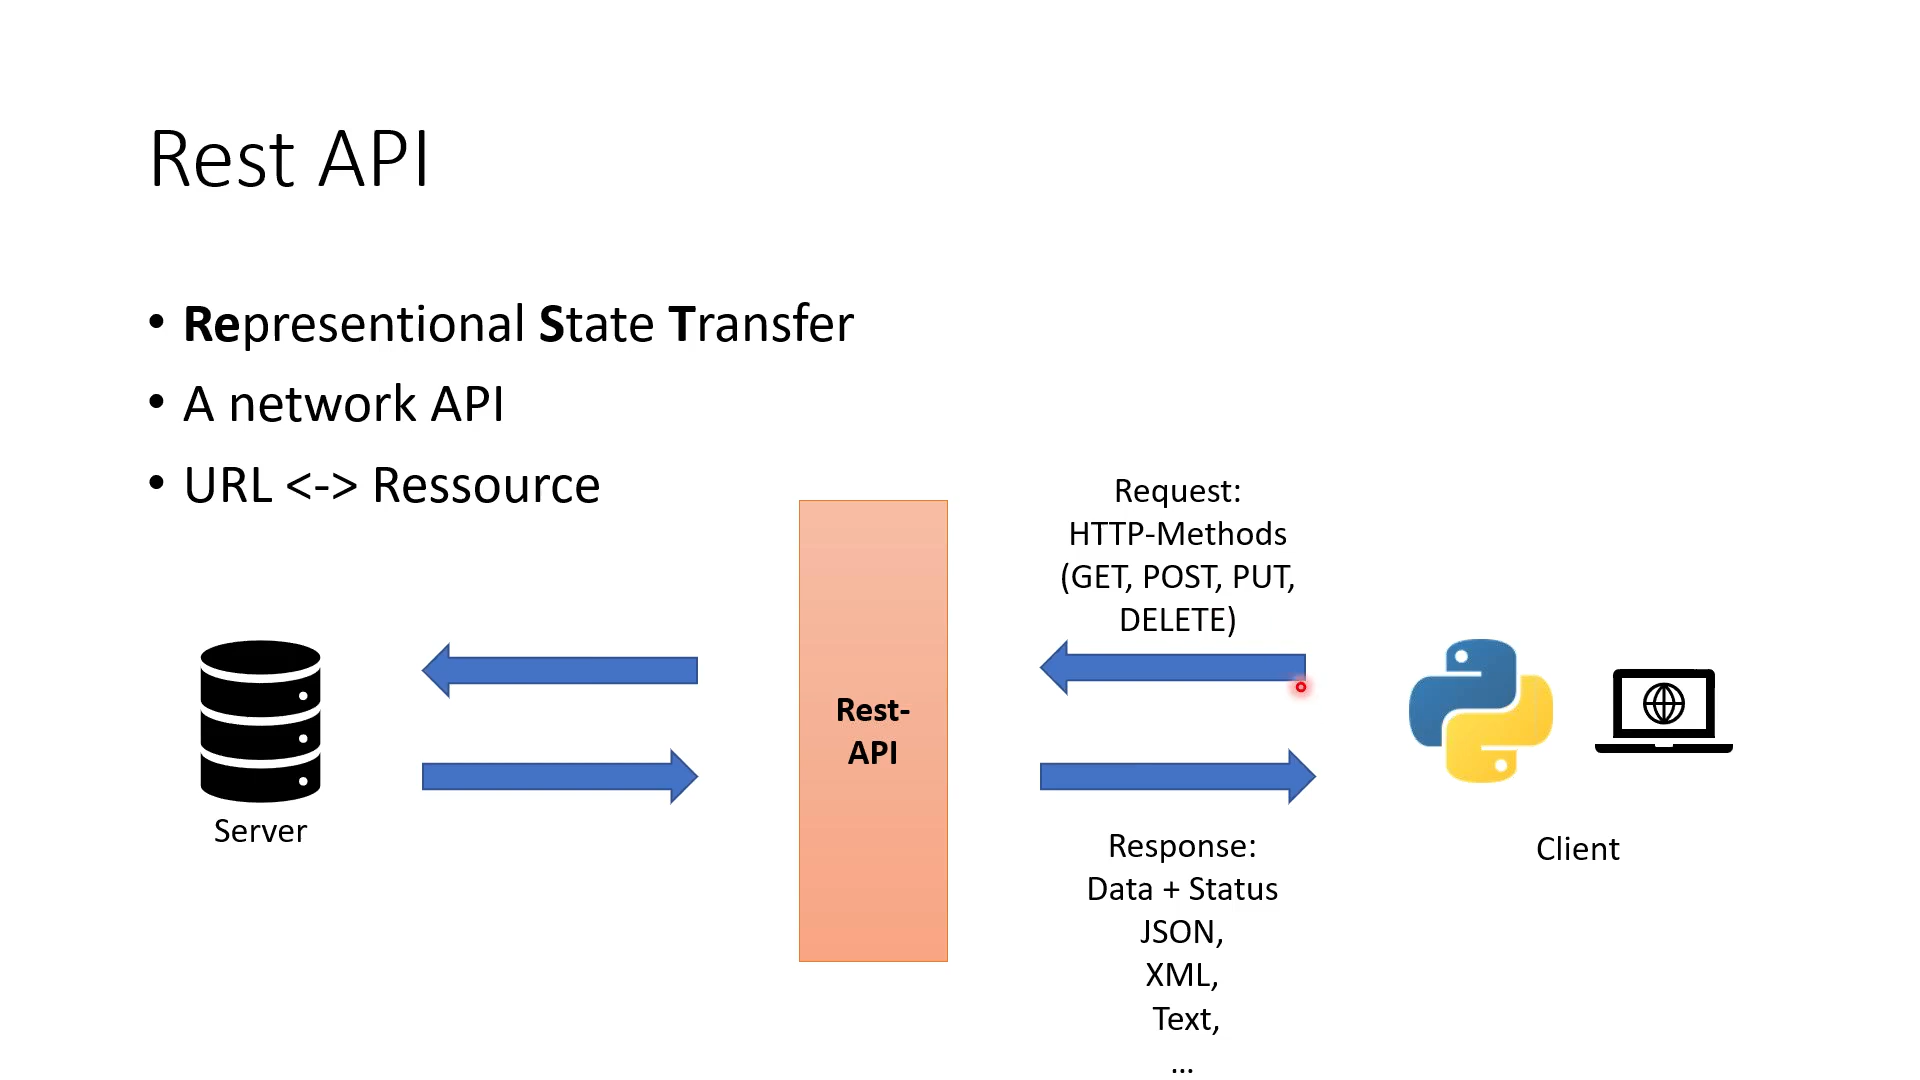 Rest API
• Representional State Transfer
• A network API
• URL <-> Ressource
Request:
HTTP-Methods
(GET, POST, PUT,
DELETE)
Rest-
API
Server
Client
Response:
Data + Status
JSON,
XML,
Text,
...